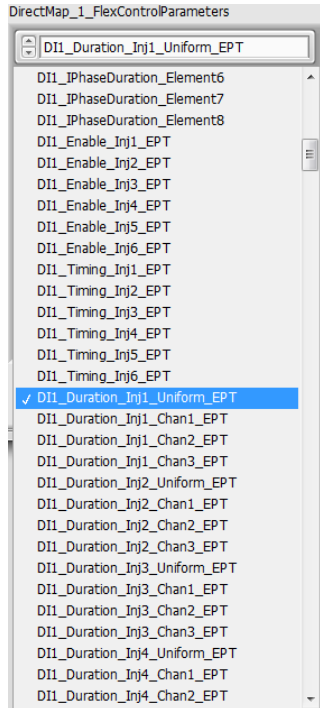 DirectMap_1_FlexControlParameters
DI1_Duration_Inj1_Uniform_EPT
DI1_IPhaseDuration_Element6
DI1_IPhaseDuration_Element7
DI1_IPhaseDuration_Element8
DI1_Enable_Inj1_EPT
DI1_Enable_Inj2_EPT
DI1_Enable_Inj3_EPT
DI1_Enable_Inj4_EPT
DI1_Enable_Inj5_EPT
DI1_Enable_Inj6_EPT
DI1_Timing_Inj1_EPT
DI1_Timing_Inj2_EPT
DI1_Timing_Inj3_EPT
DI1_Timing_Inj4_EPT
DI1_Timing_Inj5_EPT
DI1_Timing_Inj6_EPT
✓ DI1_Duration_Inj1_Uniform_EPT
DI1_Duration_Inj1_Chan1_EPT
DI1_Duration_Inj1_Chan2_EPT
DI1_Duration_Inj1_Chan3_EPT
DI1_Duration_Inj2_Uniform_EPT
DI1_Duration_Inj2_Chan1_EPT
DI1_Duration_Inj2_Chan2_EPT
DI1_Duration_Inj2_Chan3_EPT
DI1_Duration_Inj3_Uniform_EPT
DI1_Duration_Inj3_Chan1_EPT
DI1_Duration_Inj3_Chan2_EPT
DI1_Duration_Inj3_Chan3_EPT
DI1_Duration_Inj4_Uniform_EPT
DI1_Duration_Inj4_Chan1_EPT
DI1_Duration_Inj4_Chan2_EPT